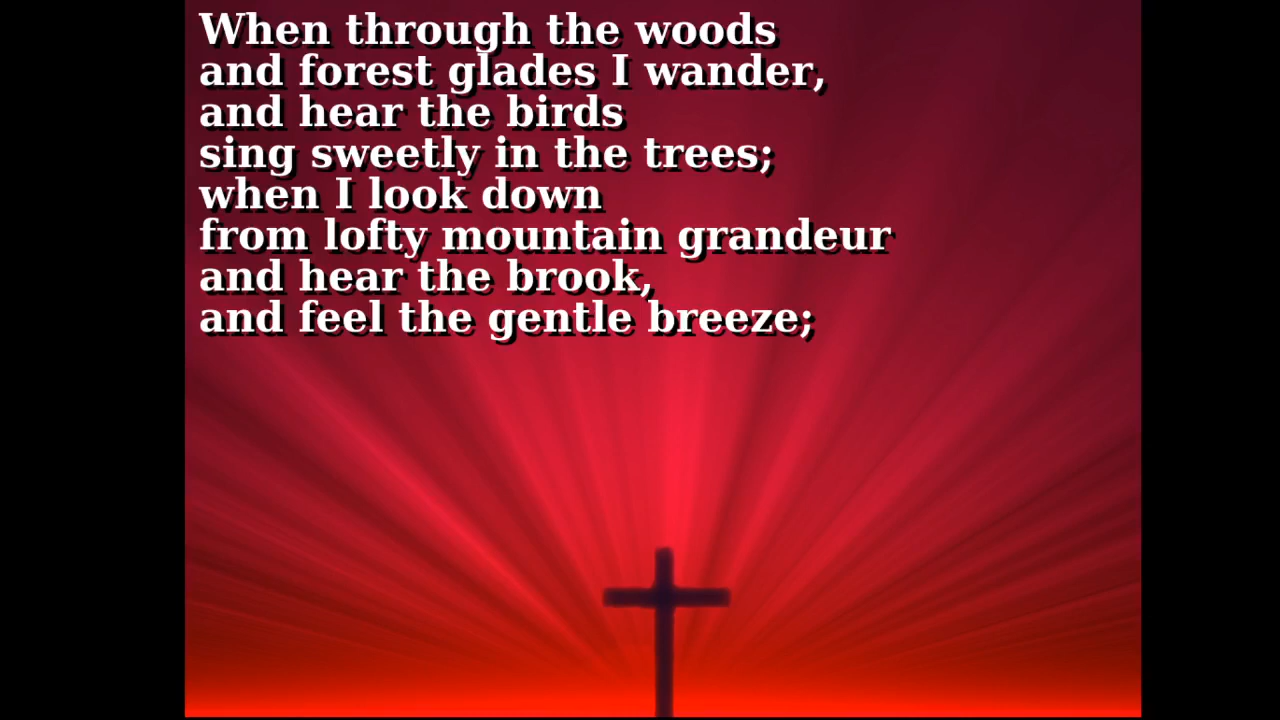 When through the woods
and forest glades I wander,
and hear the birds
sing sweetly in the trees;
when I look down
from lofty mountain grandeur
and hear the brook,
and feel the gentle breeze;